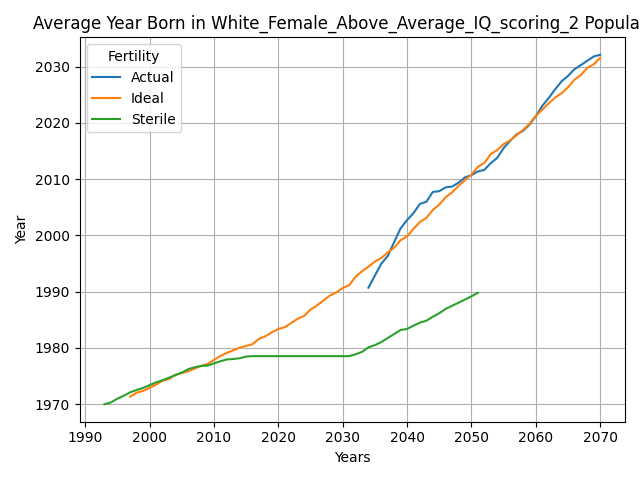 Average Year Born in White_Female_Above_Average_IQ_scoring_2 Popula
Fertility
Actual
Ideal
Sterile
2030
2020
2010
2000
1990
1980
1970
Year
1990 2000 2010 2020 2030 2040 2050 2060 2070
Years